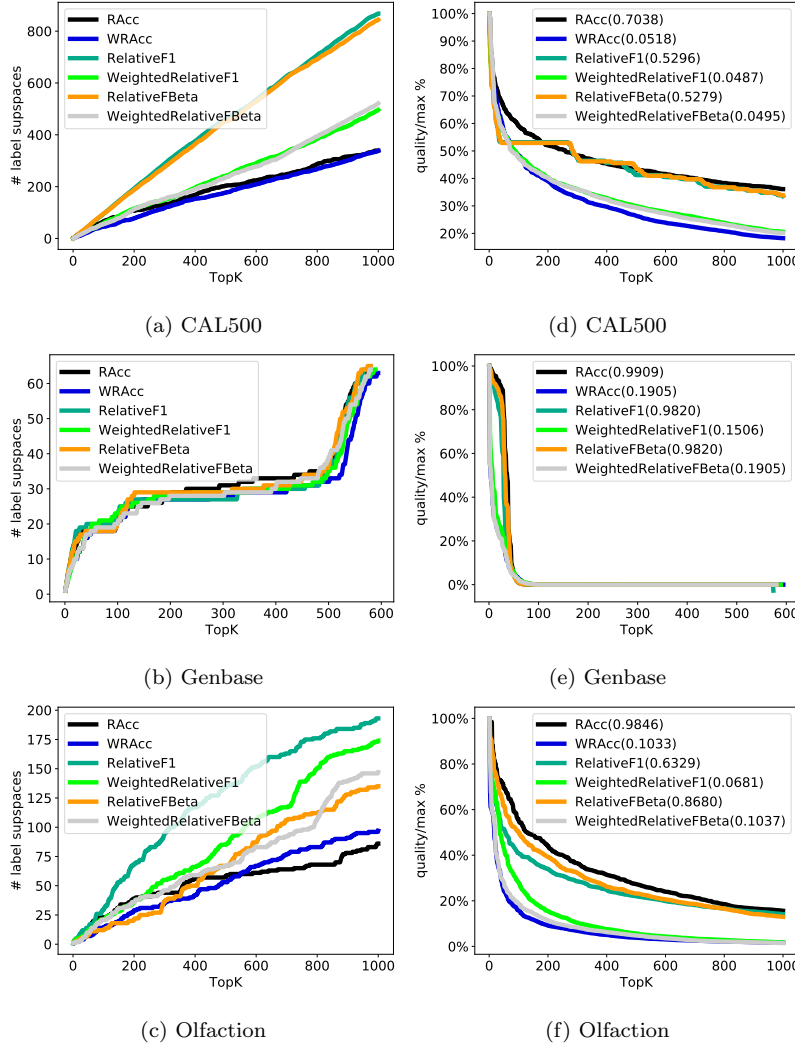 800
600
400
200
0
# label supspaces
RAcc
WRAcc
RelativeF1
WeightedRelativeF1
RelativeFBeta
WeightedRelativeFBeta
0 200 400 600 800 1000
TopK
(a) CAL500
100%
90%
80%
70%
60%
50%
40%
30%
20%
quality/max %
RAcc(0.7038)
WRAcc(0.0518)
RelativeF1(0.5296)
WeightedRelativeF1(0.0487)
RelativeFBeta(0.5279)
WeightedRelativeFBeta(0.0495)
0 200 400 600 800 1000
TopK
(d) CAL500
60
50
40
30
20
10
0
# label supspaces
RAcc
WRAcc
RelativeF1
WeightedRelativeF1
RelativeFBeta
WeightedRelativeFBeta
0 100 200 300 400 500 600
TopK
(b) Genbase
100%
80%
60%
40%
20%
0%
quality/max %
RAcc(0.9909)
WRAcc(0.1905)
RelativeF1(0.9820)
WeightedRelativeF1(0.1506)
RelativeFBeta(0.9820)
WeightedRelativeFBeta(0.1905)
0 100 200 300 400 500 600
TopK
(e) Genbase
200
175
150
125
100
75
50
25
0
# label supspaces
RAcc
WRAcc
RelativeF1
WeightedRelativeF1
RelativeFBeta
WeightedRelativeFBeta
0 200 400 600 800 1000
TopK
(c) Olfaction
100%
80%
60%
40%
20%
0%
quality/max %
RAcc(0.9846)
WRAcc(0.1033)
RelativeF1(0.6329)
WeightedRelativeF1(0.0681)
RelativeFBeta(0.8680)
WeightedRelativeFBeta(0.1037)
0 200 400 600 800 1000
TopK
(f) Olfaction